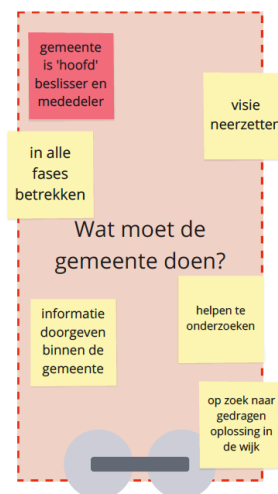 gemeente
is 'hoofd'
beslisser en
mededeler
visie
neerzetten
in alle
fases
betrekken
Wat moet de
gemeente doen?
informatie
doorgeven
binnen de
gemeente
helpen te
onderzoeken
op zoek naar
gedragen
oplossing in
de wijk